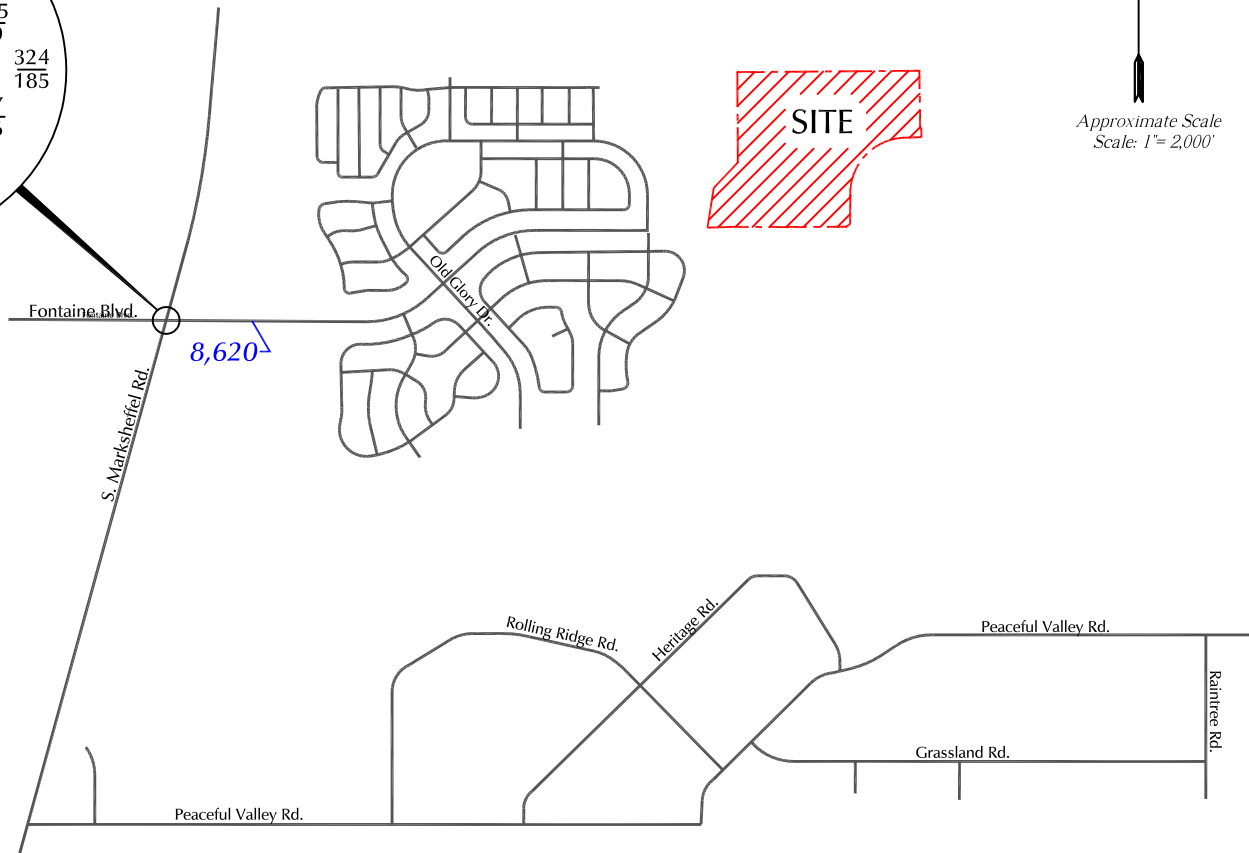 324
185
SITE
Approximate Scale
Scale: 1"= 2,000'
Old Glory Dr.
Fontaine Blvd.
8,620
S. Marksheffel Rd.
Rolling Ridge Rd.
Heritage Rd.
Peaceful Valley Rd.
Raintree Rd.
Grassland Rd.
Peaceful Valley Rd.